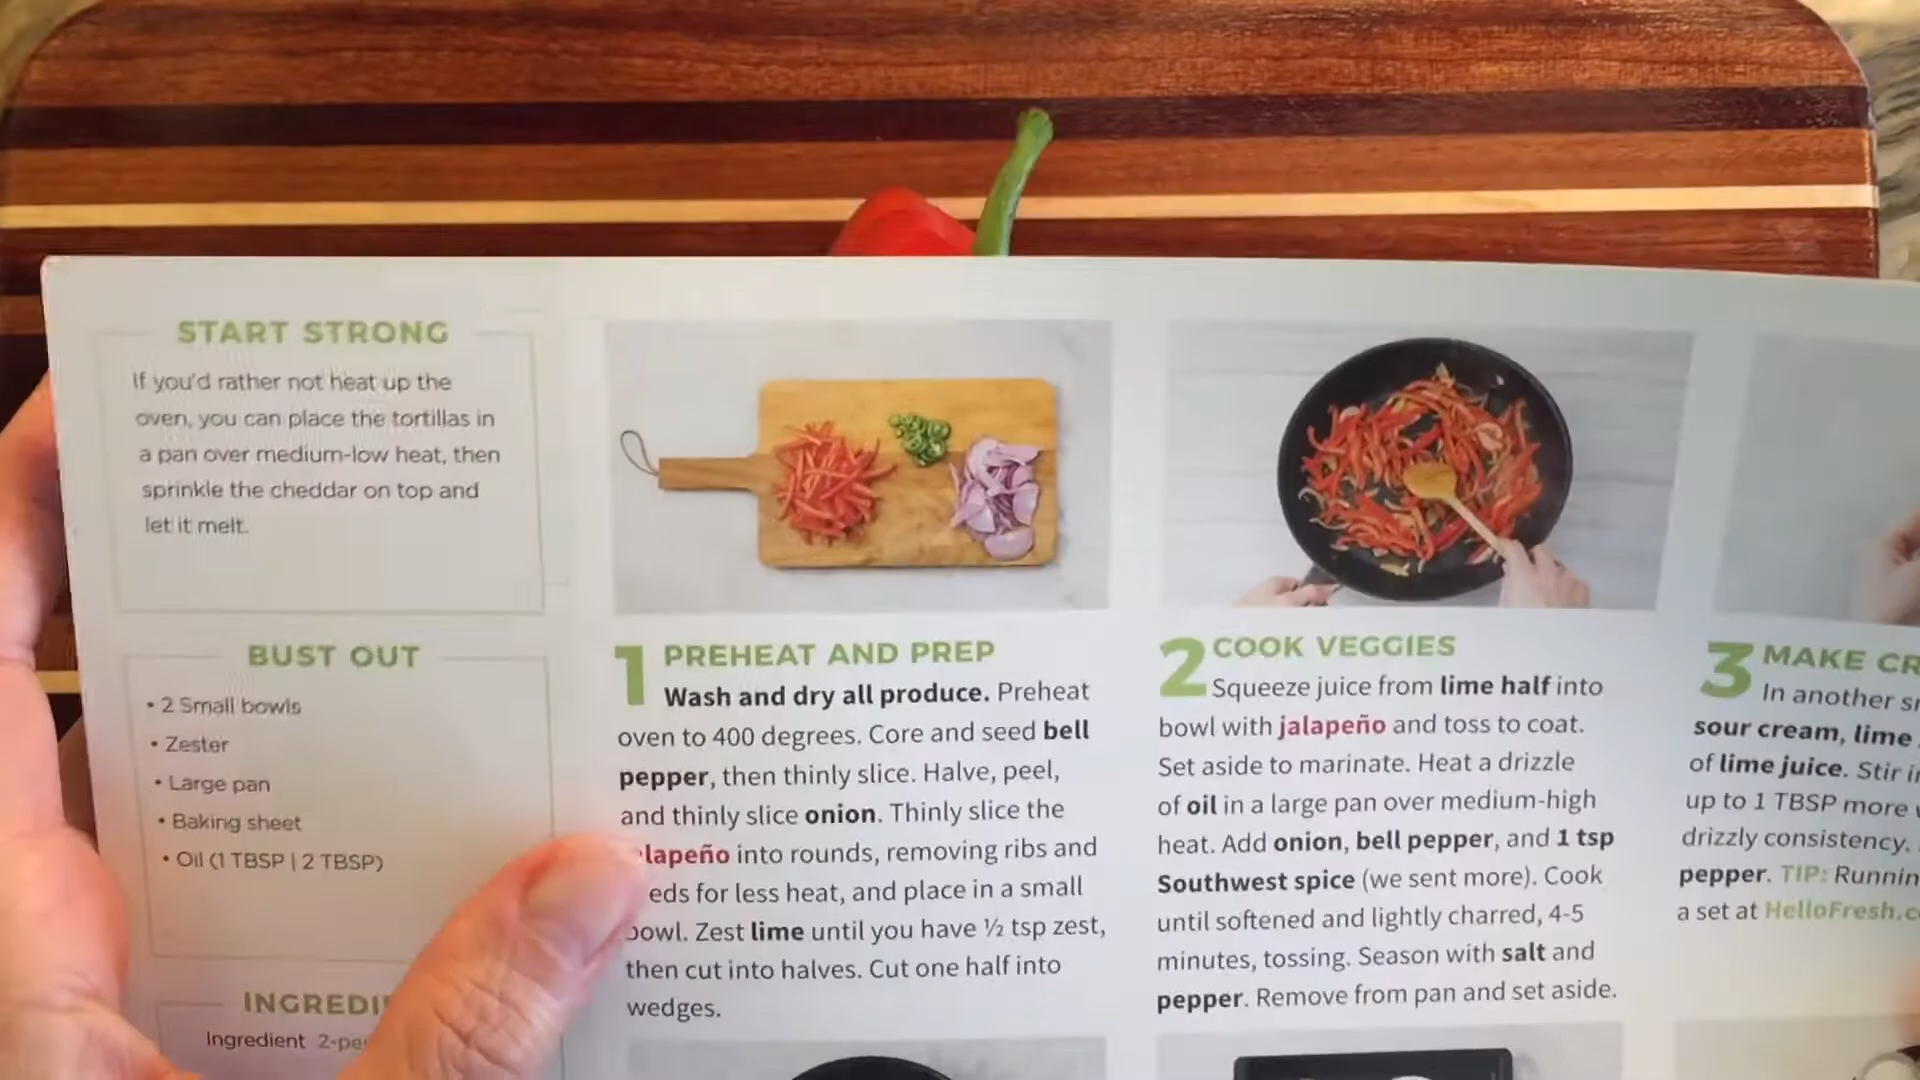 START STRONG
If you'd rather not heat up the
oven, you can place the tortillas in
a pan over medium-low heat, then
sprinkle the cheddar on top and
let it melt.
BUST OUT
• 2 Small bowls
• Zester
• Large pan
• Baking sheet
• Oil (1 TBSP | 2 TBSP)
Ingredient
1 PREHEAT AND PREP
Wash and dry all produce. Preheat
oven to 400 degrees. Core and seed bell
pepper, then thinly slice. Halve, peel,
and thinly slice onion. Thinly slice the
lapeño into rounds, removing ribs and
eds for less heat, and place in a small
bowl. Zest lime until you have ½ tsp zest,
then cut into halves. Cut one half into
wedges.
2 COOK VEGGIES
Squeeze juice from lime half into
bowl with jalapeño and toss to coat.
Set aside to marinate. Heat a drizzle
of oil in a large pan over medium-high
heat. Add onion, bell pepper, and 1 tsp
Southwest spice (we sent more). Cook
until softened and lightly charred, 4-5
minutes, tossing. Season with salt and
pepper. Remove from pan and set aside.
3 MAKE CR
In another
sour cream, lime
of lime juice. Stir
up to 1 TBSP more
drizzly consistency.
pepper. TIP: Runnin
a set at HelloFresh.c